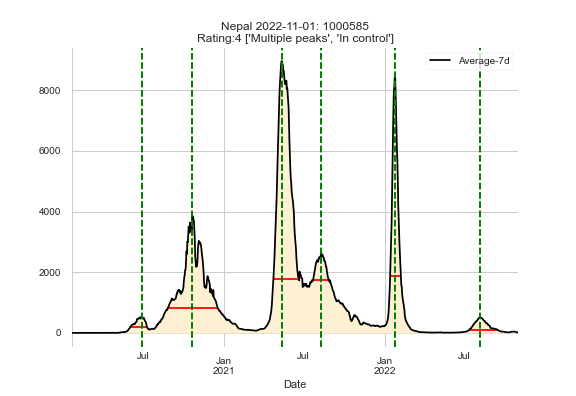 Nepal 2022-11-01: 1000585
Rating:4 ['Multiple peaks', 'In control']
Average-7d
8000
6000
4000
2000
0
Jul
Jan
2021
Jul
Jan
2022
Jul
Date